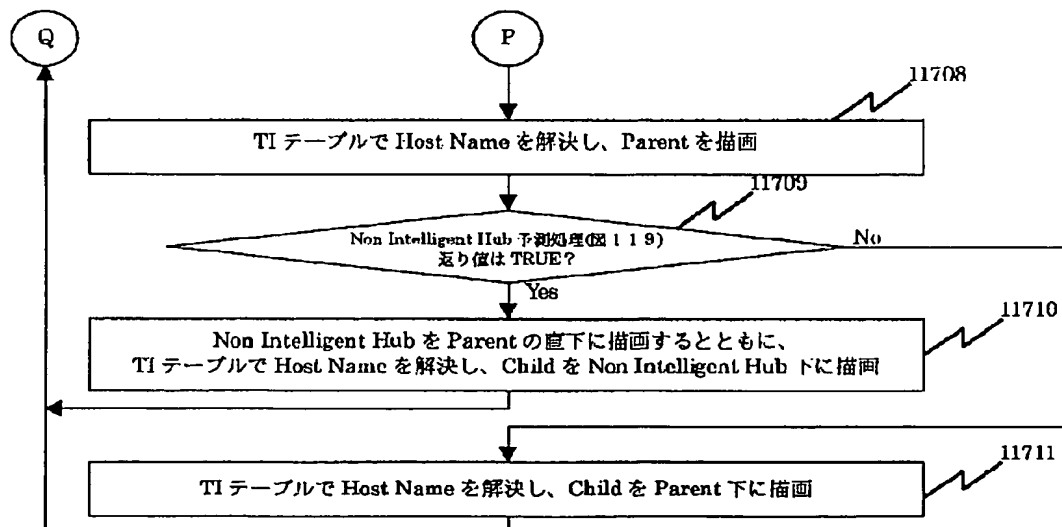 Q
P
11708
TI テーブルで Host Name を解決し、Parent を描画
11709
Non Intelligent Hub 予測処理(図119)
返り値は TRUE？
No
Yes
11710
Non Intelligent Hub を Parent の直下に描画するとともに、
TI テーブルで Host Name を解決し、Child を Non Intelligent Hub 下に描画
11711
TI テーブルで Host Name を解決し、Child を Parent 下に描画